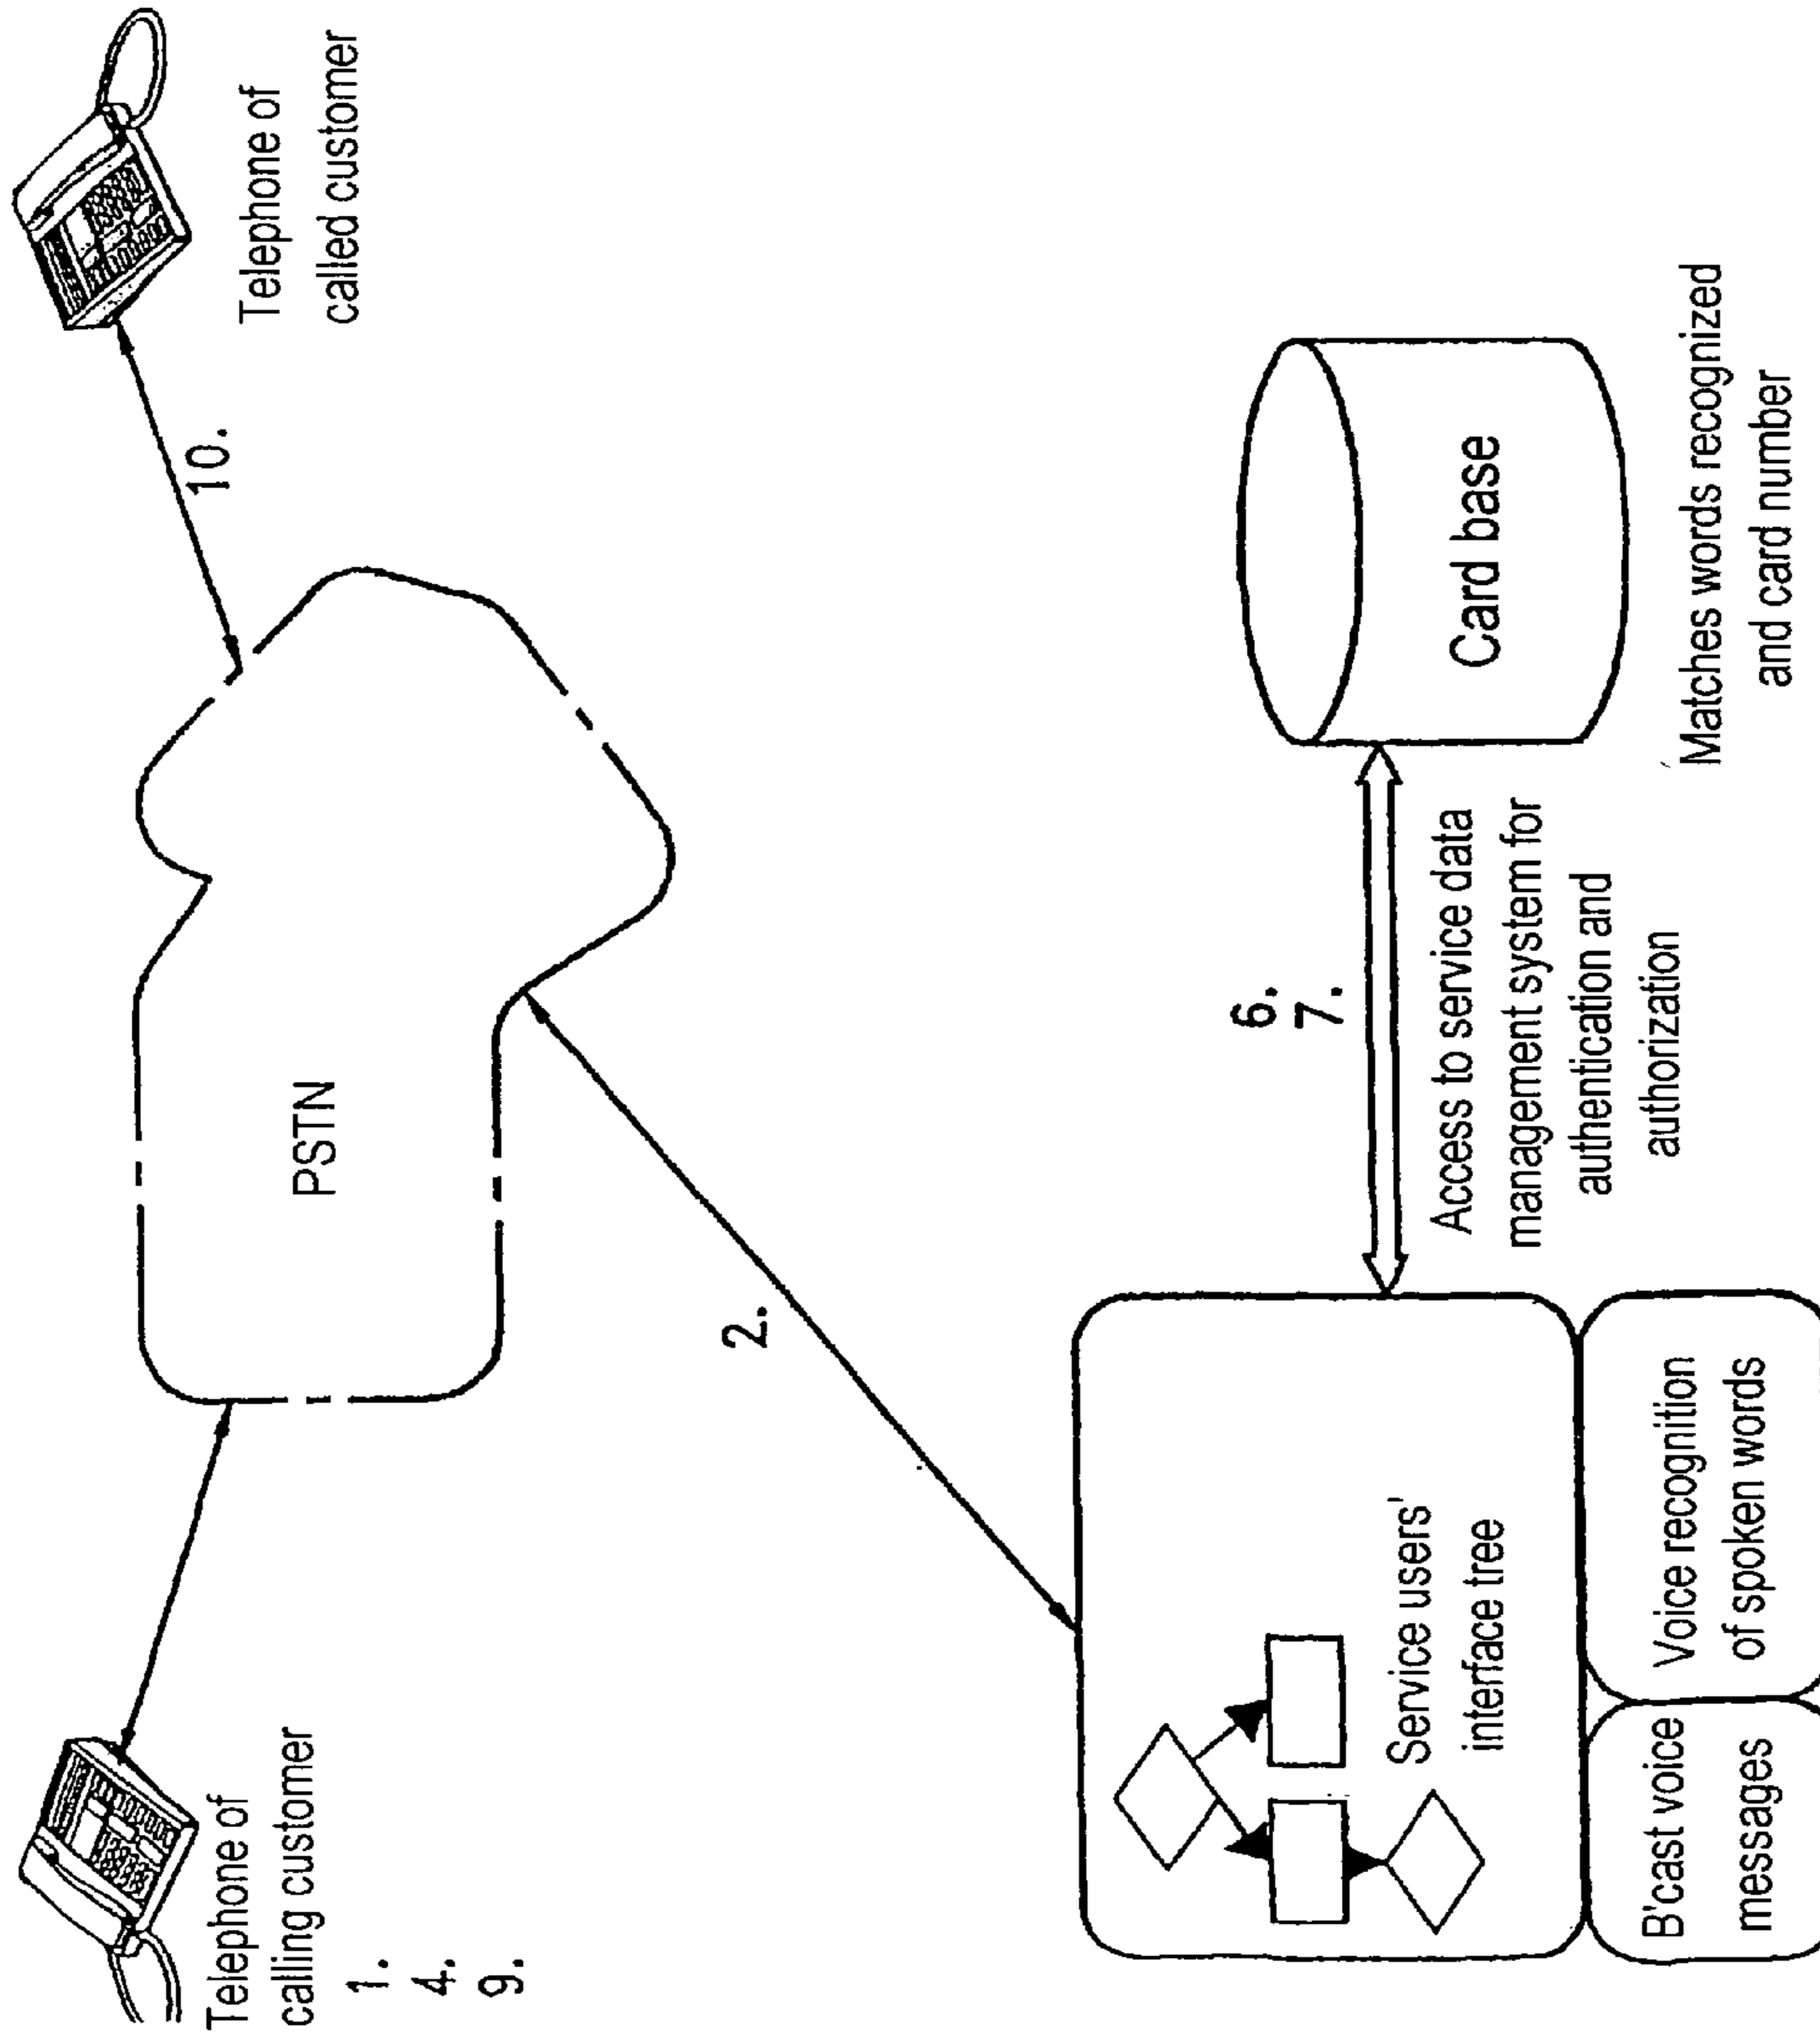 Telephone of
calling customer
1.
4.
9.
PSTN
10.
Telephone of
called customer
2.
Service users'
interface tree
B'cast voice
messages
Voice recognition
of spoken words
6.
7.
Access to service data
management system for
authentication and
authorization
Card base
Matches words recognized
and card number